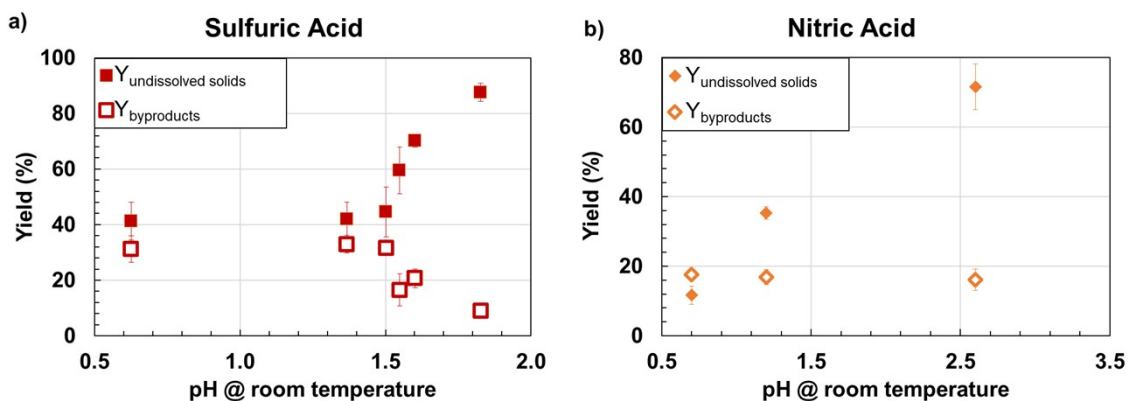 a)
Sulfuric Acid
Yundissolved solids
Ybyproducts
Yield (%)
100
80
60
40
20
0
0.5 1.0 1.5 2.0
pH @ room temperature
b)
Nitric Acid
Yundissolved solids
Ybyproducts
Yield (%)
80
60
40
20
0
0.5 1.5 2.5 3.5
pH @ room temperature